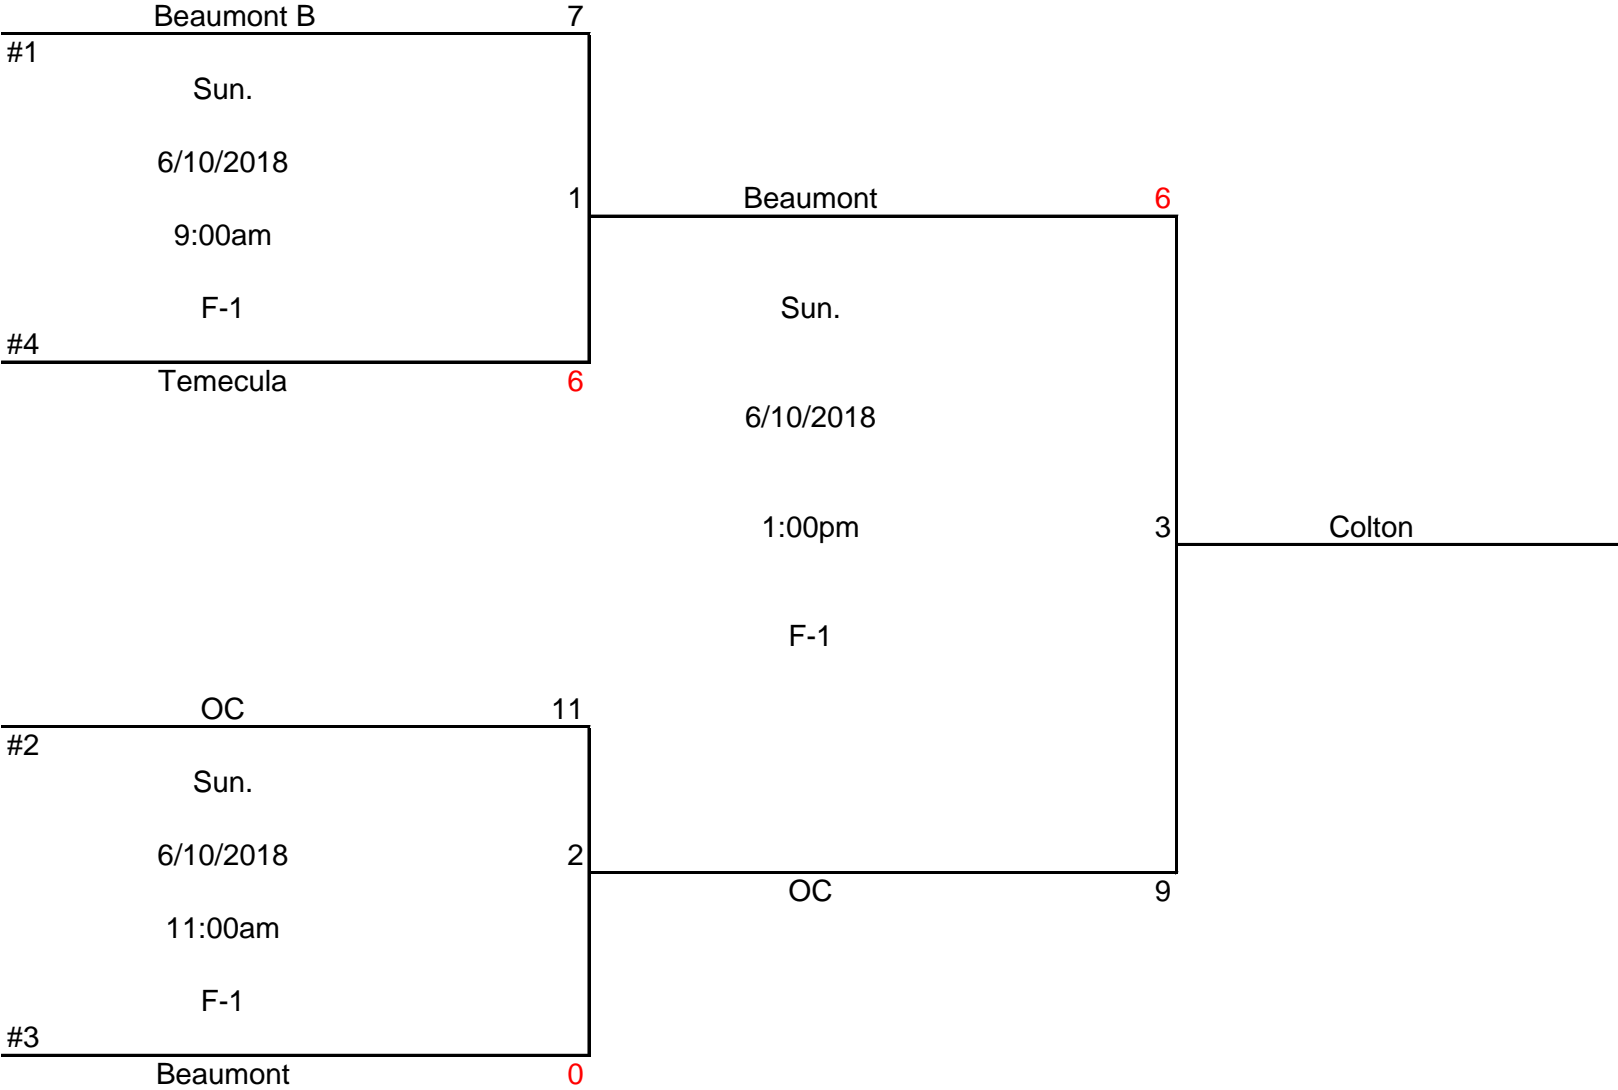 Beaumont B 7
#1
Sun.
6/10/2018
1
Beaumont 6
9:00am
F-1
Sun.
#4
Temecula 6
6/10/2018
1:00pm
3
Colton
F-1
OC 11
#2
Sun.
6/10/2018
2
OC 9
11:00am
F-1
#3
Beaumont 0